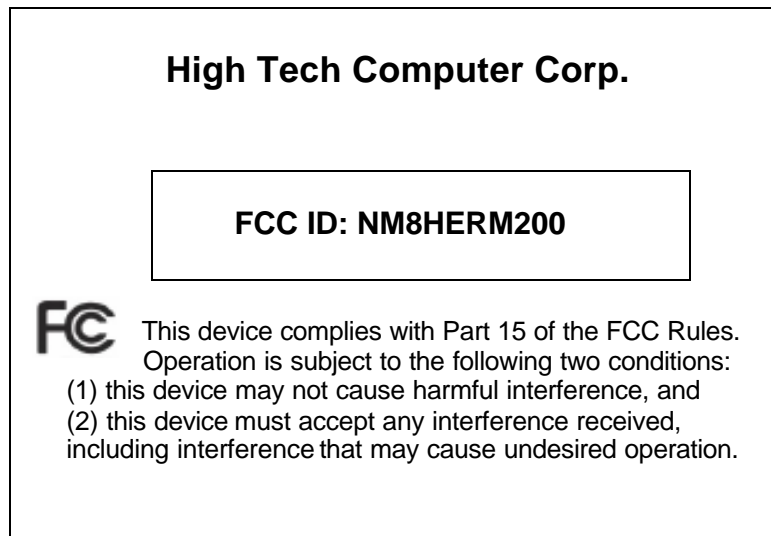 High Tech Computer Corp.
FCC ID: NM8HERM200
FC This device complies with Part 15 of the FCC Rules.
Operation is subject to the following two conditions:
(1) this device may not cause harmful interference, and
(2) this device must accept any interference received,
including interference that may cause undesired operation.